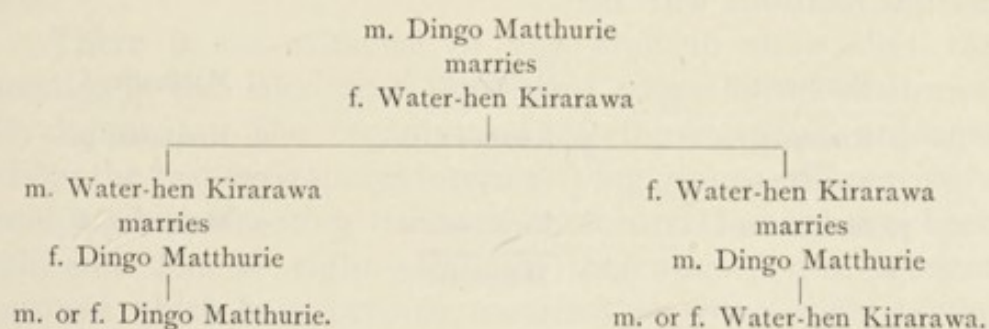 m. Dingo Matthurie
marries
f. Water-hen Kirarawa
m. Water-hen Kirarawa
marries
f. Dingo Matthurie
m. or f. Dingo Matthurie.
f. Water-hen Kirarawa
marries
m. Dingo Matthurie
m. or f. Water-hen Kirarawa.